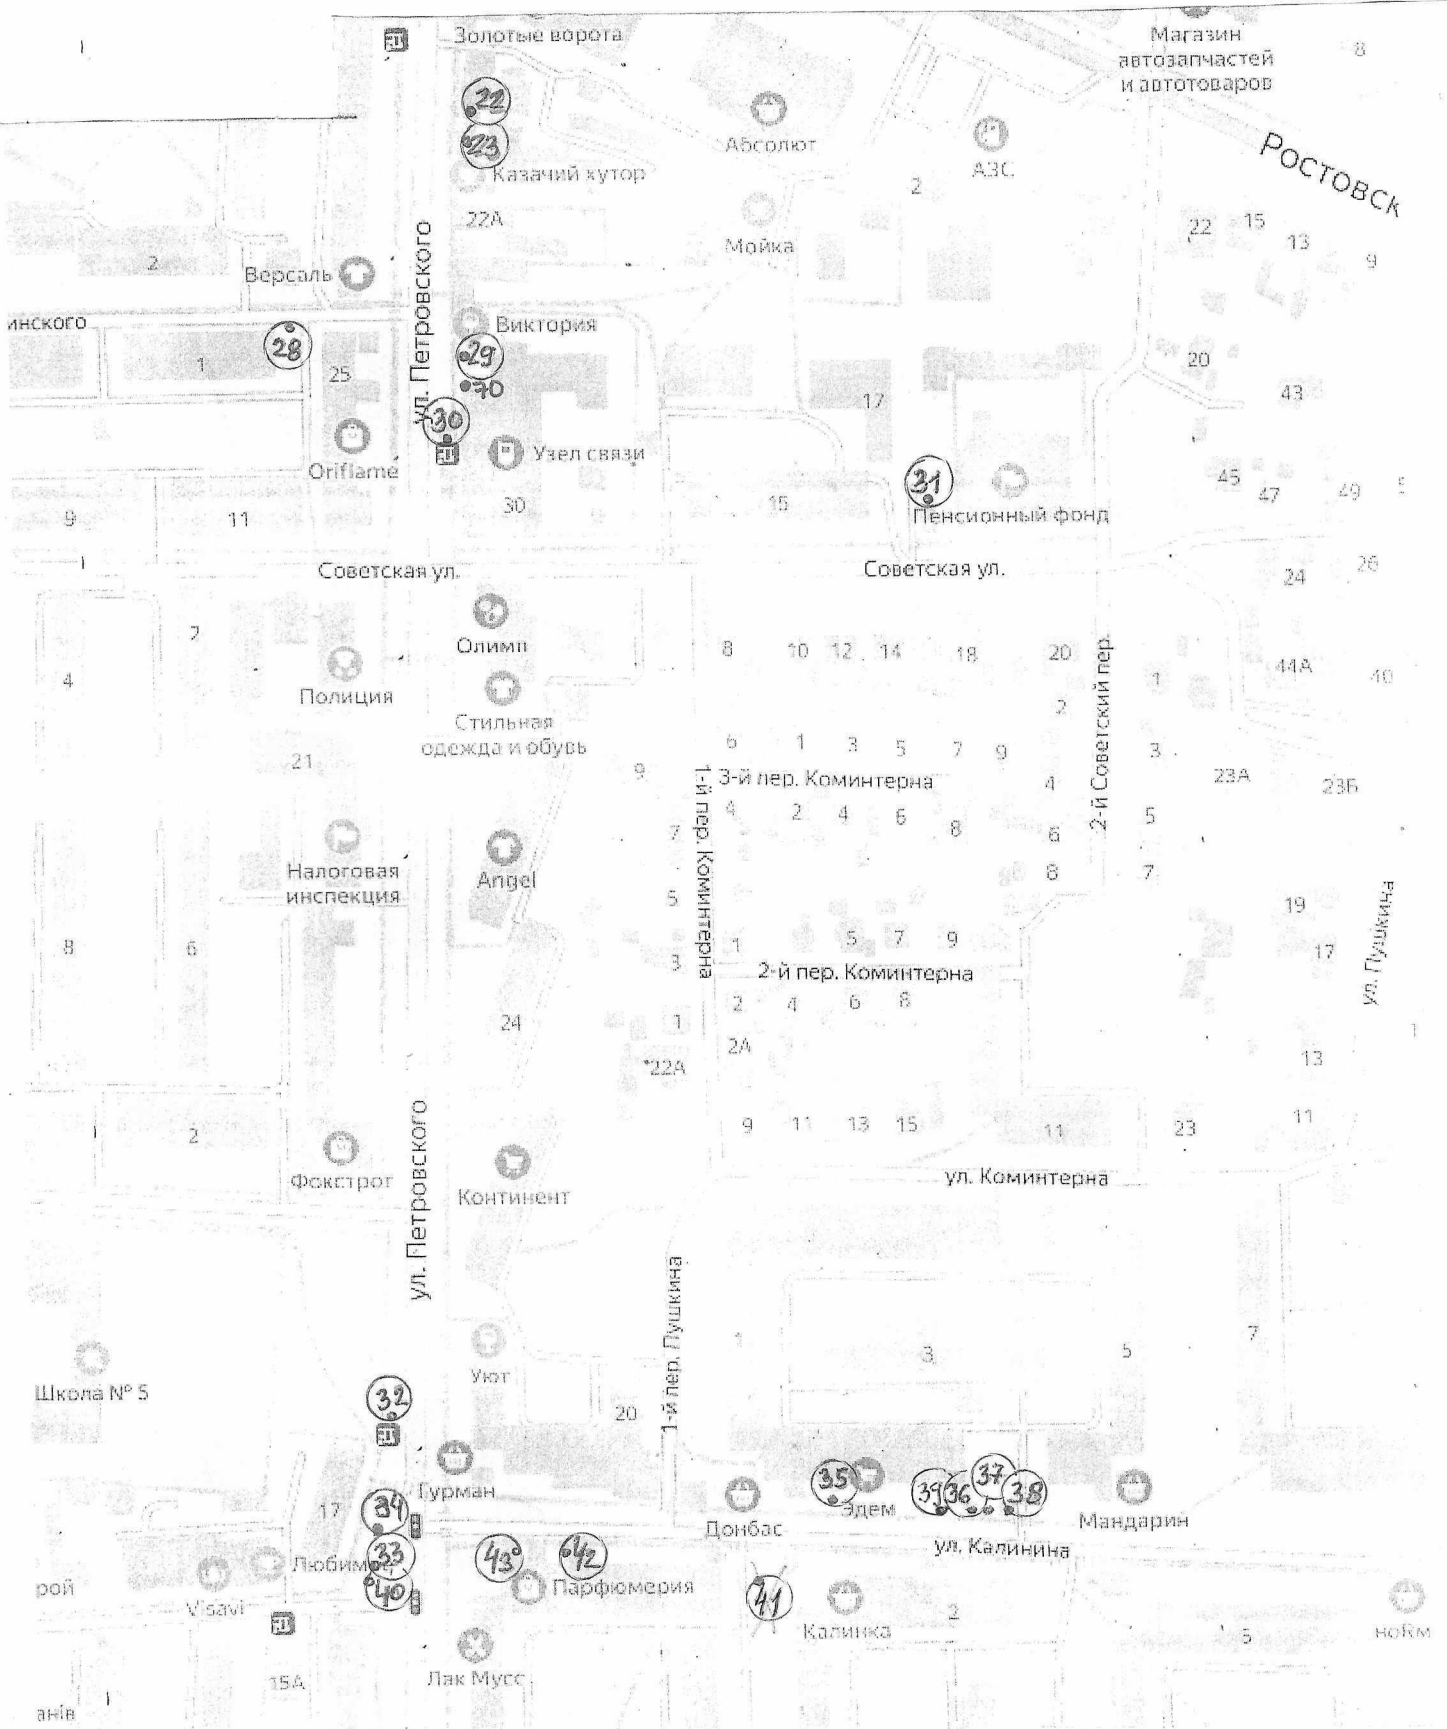 Золотые ворота
Магазин
автозапчастей
и автотоваров
8
22
23
Казачий хутор
Абсолют
АЗС
2
Ростовск
22А
ул. Петровского
Мойка
22
15
13
9
2
Версаль
инского
28
1
25
Виктория
29
70
30
17
20
43
Oriflame
Узел связи
31
Пенсионный фонд
45
47
49
9
11
30
15
Советская ул.
Советская ул.
24
26
Олимп
4
7
Полиция
Стильная
одежда и обувь
21
9
8
10
12
14
18
20
2
1
44А
40
2-й Советский пер.
6
1
3
5
7
9
3-й пер. Коминтерна
4
3
23А
23Б
1-й пер. Коминтерна
4
2
4
6
8
6
5
7
8
7
Налоговая
инспекция
Angel
5
19
17
ул. Пушкина
8
6
3
1
5
7
9
2-й пер. Коминтерна
24
2
4
6
8
1
2А
22А
1
13
2
9
11
13
15
11
23
11
ул. Петровского
Фокстрот
Континент
ул. Коминтерна
1-й пер. Пушкина
Уют
1
3
5
7
Школа № 5
32
20
Гурман
17
34
35
Эдем
39
36
37
38
Донбас
Мандарин
ул. Калинина
Любим
33
40
43
42
Парфюмерия
рой
Visavi
41
Калинка
2
5
Лак Мусс
15А
анів